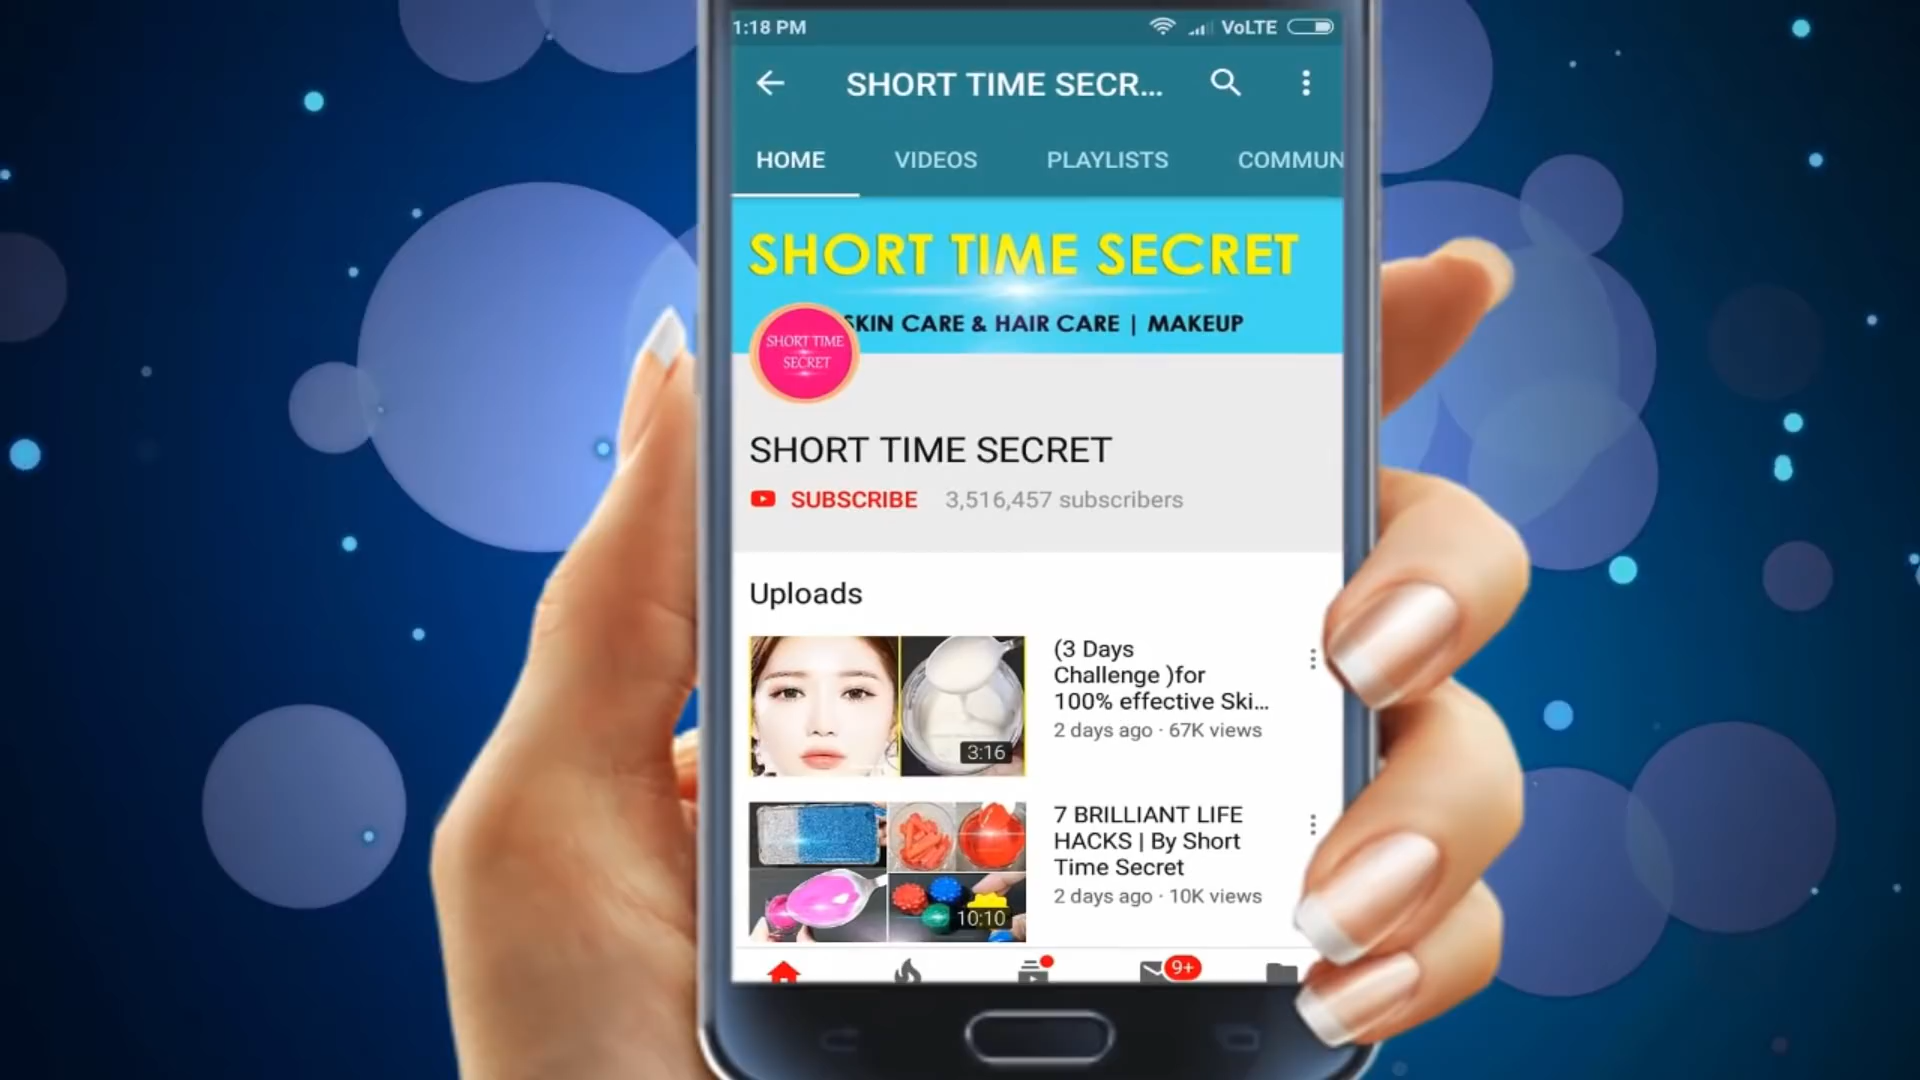 1:18 PM
VoLTE
SHORT TIME SECR...
HOME
VIDEOS
PLAYLISTS
COMMUN
SHORT TIME SECRET
SKIN CARE & HAIR CARE | MAKEUP
SHORT TIME
SECRET
SHORT TIME SECRET
SUBSCRIBE
3,516,457 subscribers
Uploads
(3 Days
Challenge )for
100% effective Ski...
2 days ago · 67K views
3:16
7 BRILLIANT LIFE
HACKS | By Short
Time Secret
2 days ago · 10K views
10:10
9+